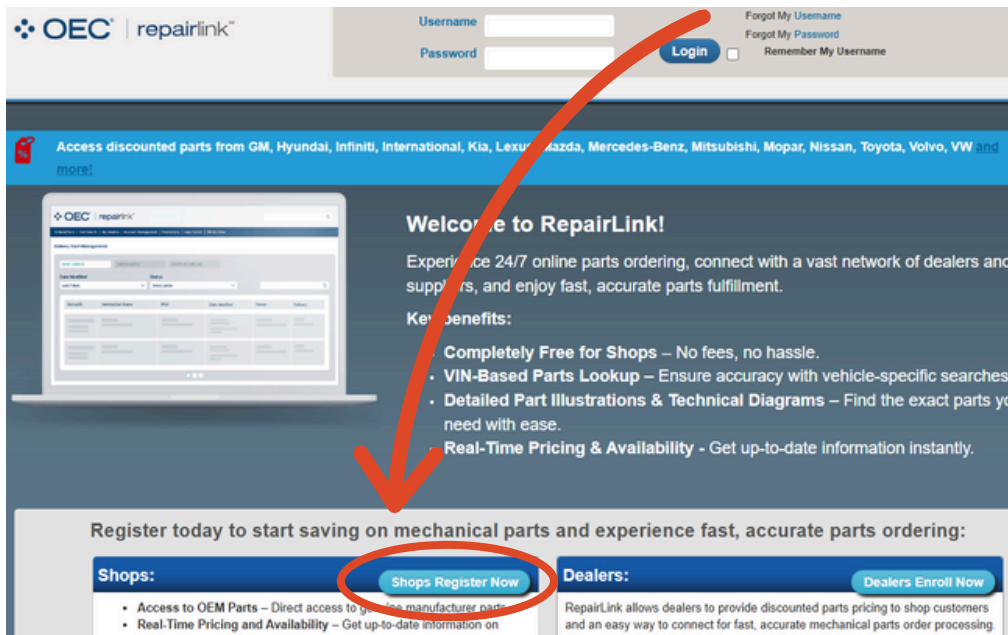 OEC | repairlink™
Username
Password
Login
Forgot My Username
Forgot My Password
Remember My Username
Access discounted parts from GM, Hyundai, Infiniti, International, Kia, Lexus, Mazda, Mercedes-Benz, Mitsubishi, Mopar, Nissan, Toyota, Volvo, VW and
more!
OEC | repairlink
Welcome to RepairLink!
Experience 24/7 online parts ordering, connect with a vast network of dealers and
suppliers, and enjoy fast, accurate parts fulfillment.
Key benefits:
• Completely Free for Shops – No fees, no hassle.
• VIN-Based Parts Lookup – Ensure accuracy with vehicle-specific searches
• Detailed Part Illustrations & Technical Diagrams – Find the exact parts yo
need with ease.
Real-Time Pricing & Availability - Get up-to-date information instantly.
Register today to start saving on mechanical parts and experience fast, accurate parts ordering:
Shops:
Shops Register Now
• Access to OEM Parts – Direct access to genuine manufacturer parts
• Real-Time Pricing and Availability – Get up-to-date information on
Dealers:
Dealers Enroll Now
RepairLink allows dealers to provide discounted parts pricing to shop customers
and an easy way to connect for fast, accurate mechanical parts order processing.